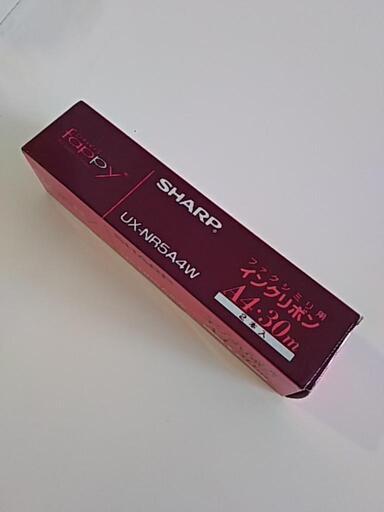 fappy
SHARP
UX-NR5A4W
ファクシミリ用
インクリボン
A4・30m
2本入